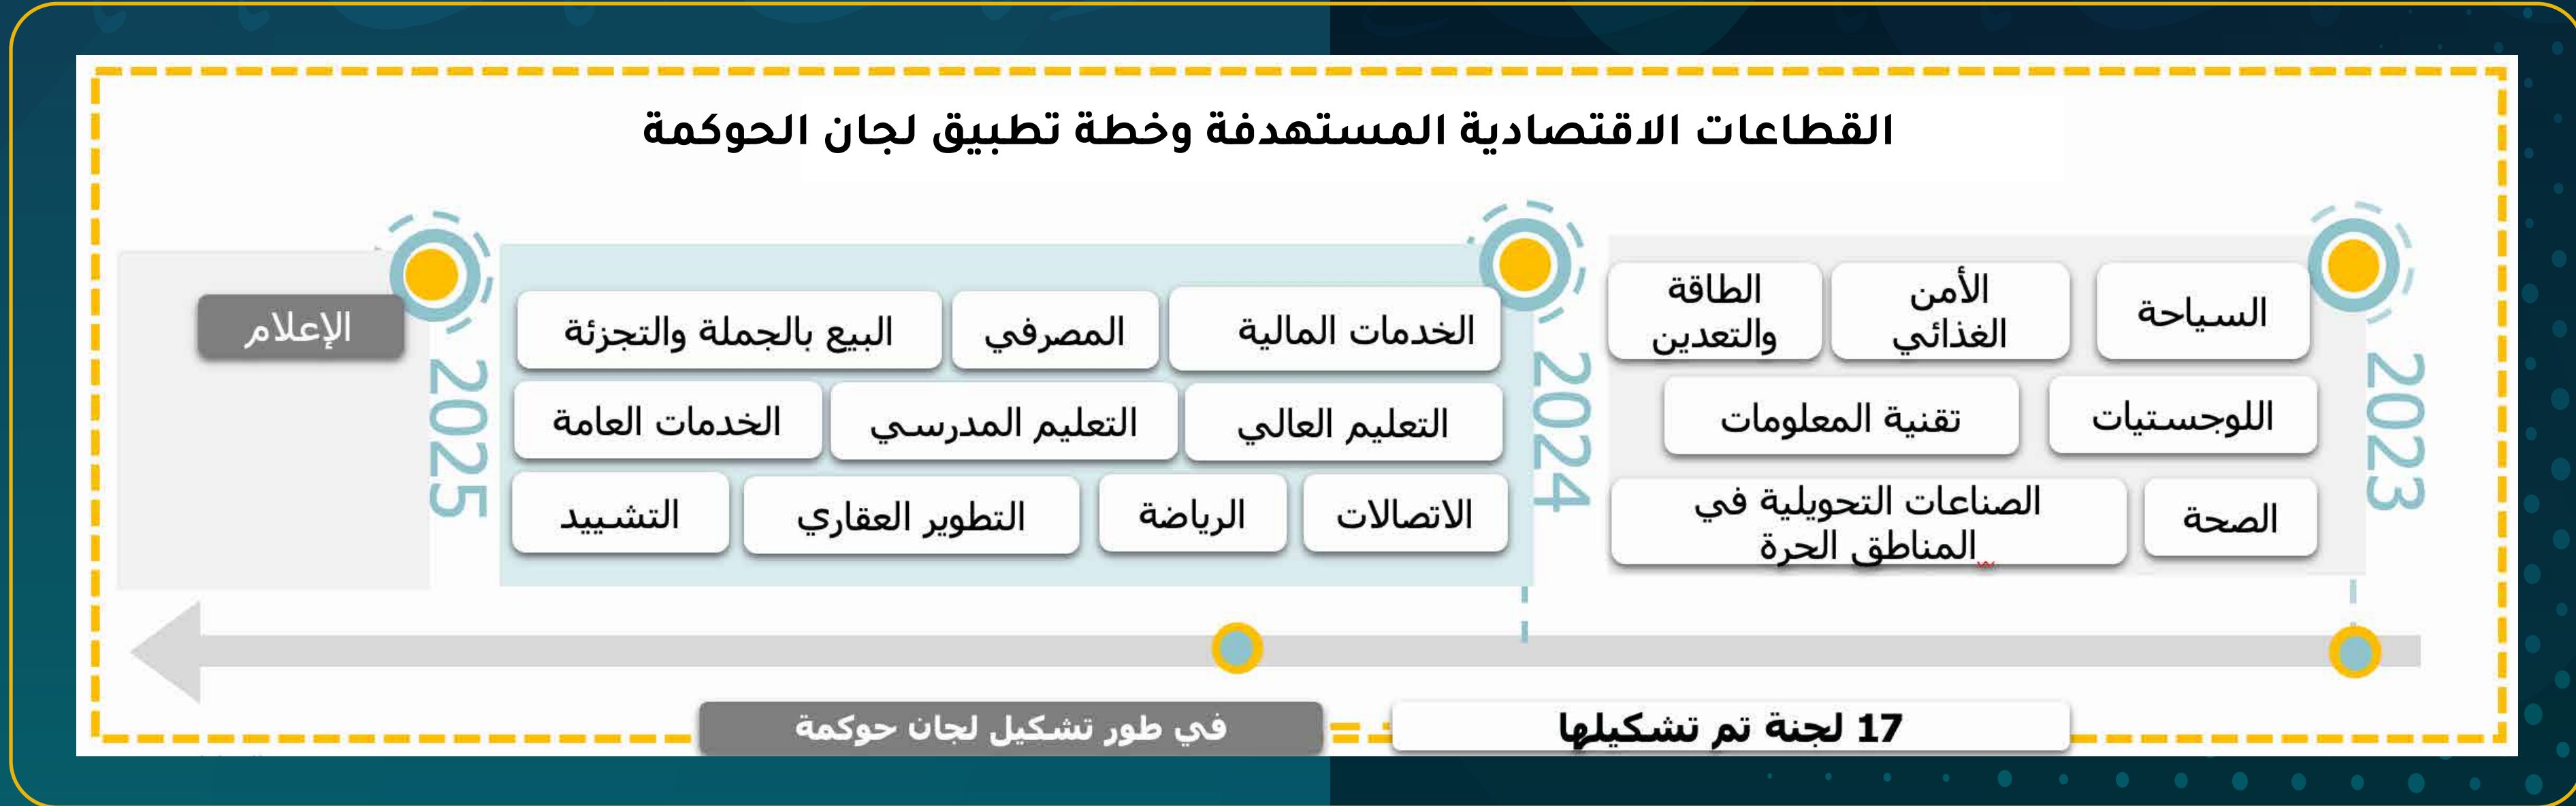 القطاعات الاقتصادية المستهدفة وخطة تطبيق لجان الحوكمة
2023
السياحة
الأمن
الغذائي
الطاقة
والتعدين
اللوجستيات
تقنية المعلومات
الصحة
الصناعات التحويلية في
المناطق الحرة
2024
الخدمات المالية
المصرفي
البيع بالجملة والتجزئة
التعليم العالي
التعليم المدرسي
الخدمات العامة
الاتصالات
الرياضة
التطوير العقاري
التشييد
2025
الإعلام
17 لجنة تم تشكيلها
في طور تشكيل لجان حوكمة